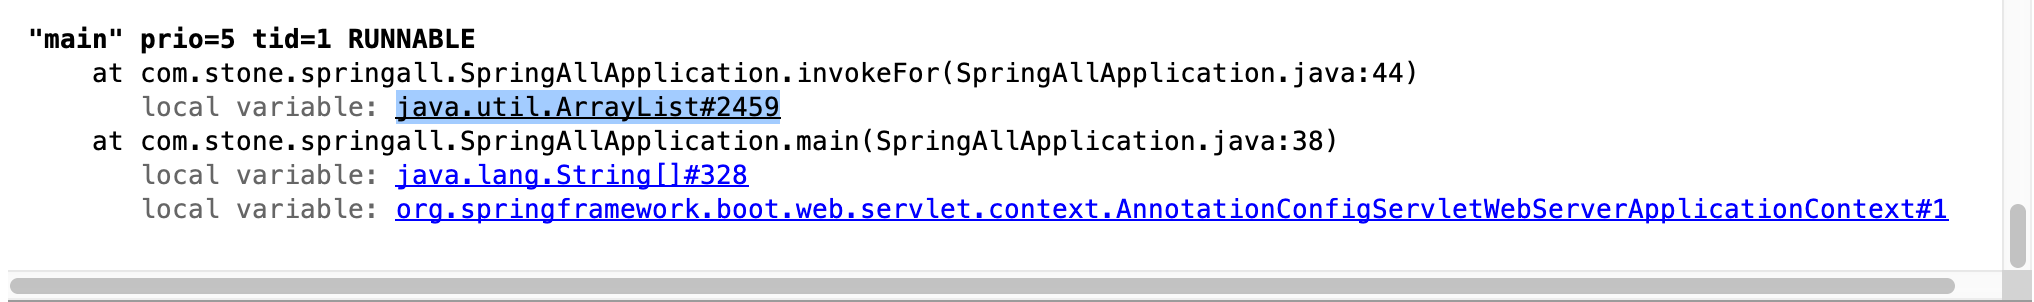 "main" prio=5 tid=1 RUNNABLE
at com.stone.springall.SpringAllApplication.invokeFor(SpringAllApplication.java:44)
local variable: java.util.ArrayList#2459
at com.stone.springall.SpringAllApplication.main(SpringAllApplication.java:38)
local variable: java.lang.String[]#328
local variable: org.springframework.boot.web.servlet.context.AnnotationConfigServletWebServerApplicationContext#1